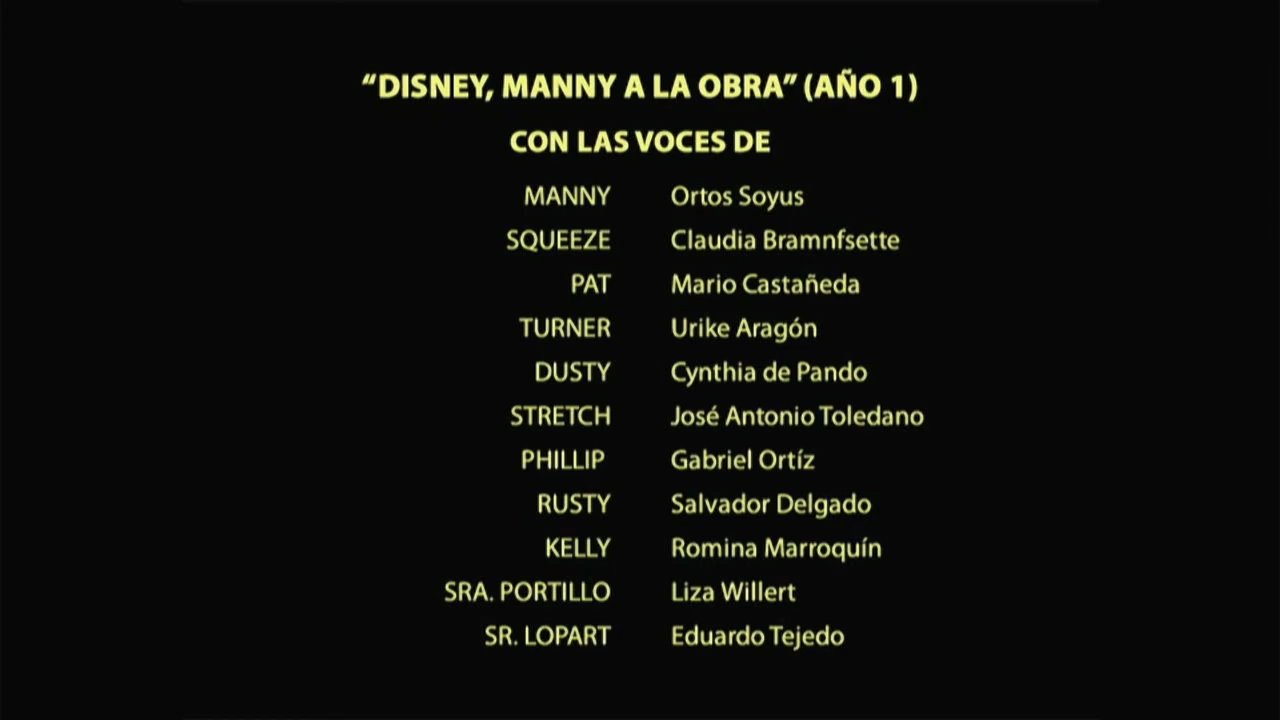 “DISNEY, MANNY A LA OBRA” (AÑO 1)
CON LAS VOCES DE
MANNY Ortos Soyus
SQUEEZE Claudia Bramnfsette
PAT Mario Castañeda
TURNER Urike Aragón
DUSTY Cynthia de Pando
STRETCH José Antonio Toledano
PHILLIP Gabriel Ortíz
RUSTY Salvador Delgado
KELLY Romina Marroquín
SRA. PORTILLO Liza Willert
SR. LOPART Eduardo Tejedo